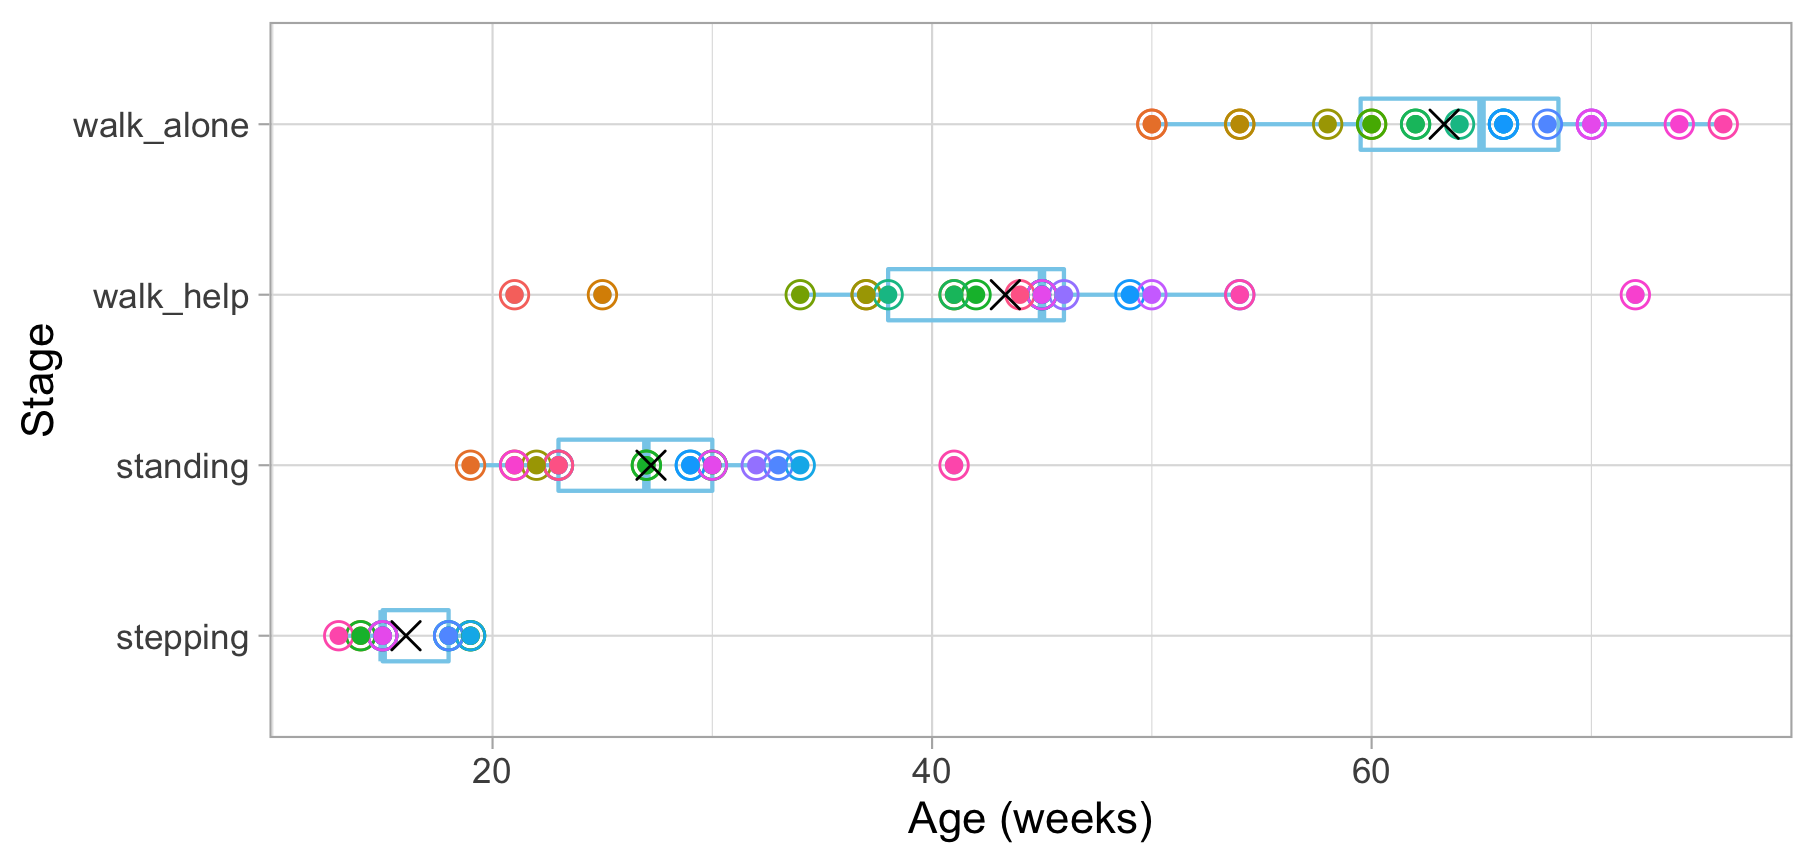 walk_alone
walk_help
standing
stepping
Stage
20 40 60
Age (weeks)